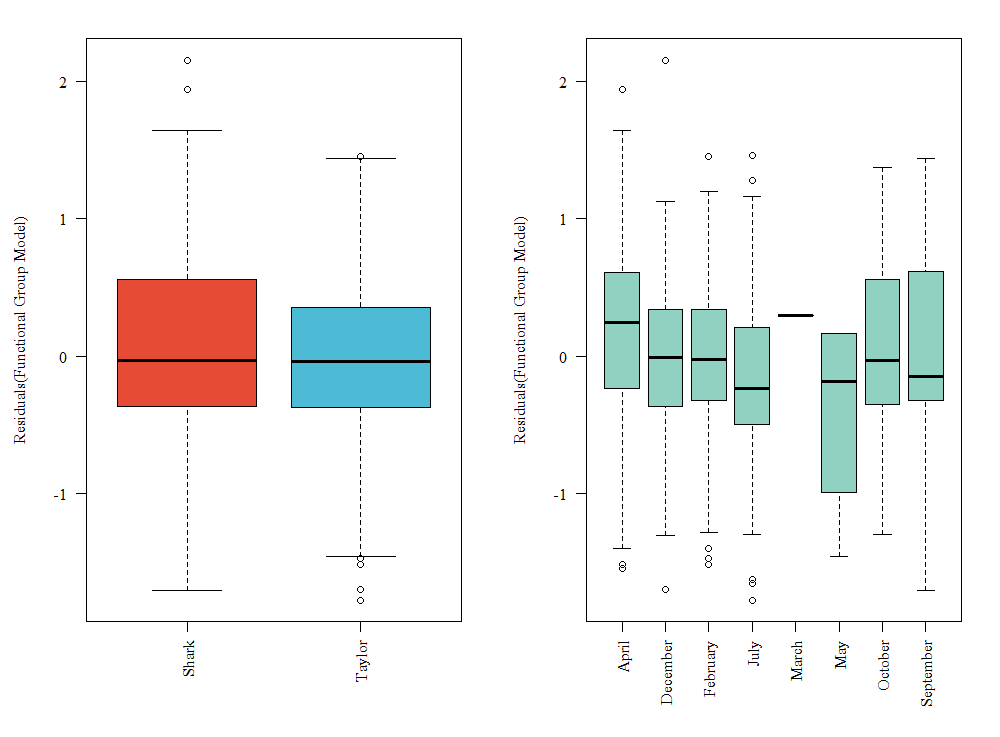 Residuals(Functional Group Model)
2
1
0
-1
Shark
Taylor
Residuals(Functional Group Model)
2
1
0
-1
April
December
February
July
March
May
October
September